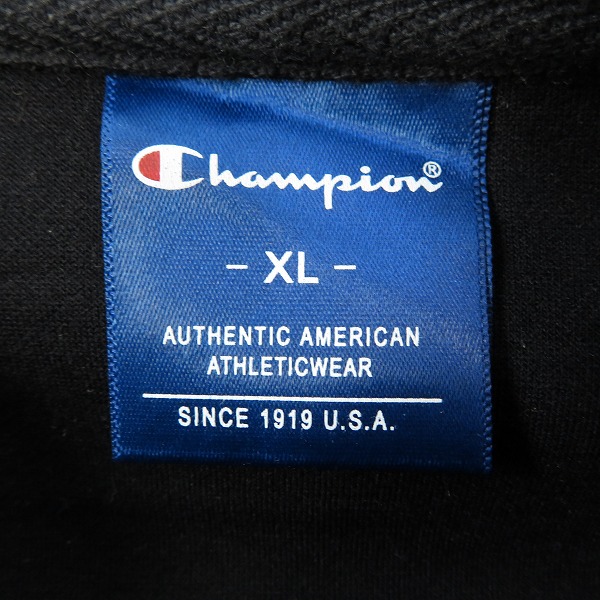 Champion®
- XL -
AUTHENTIC AMERICAN
ATHLETICWEAR
SINCE 1919 U.S.A.